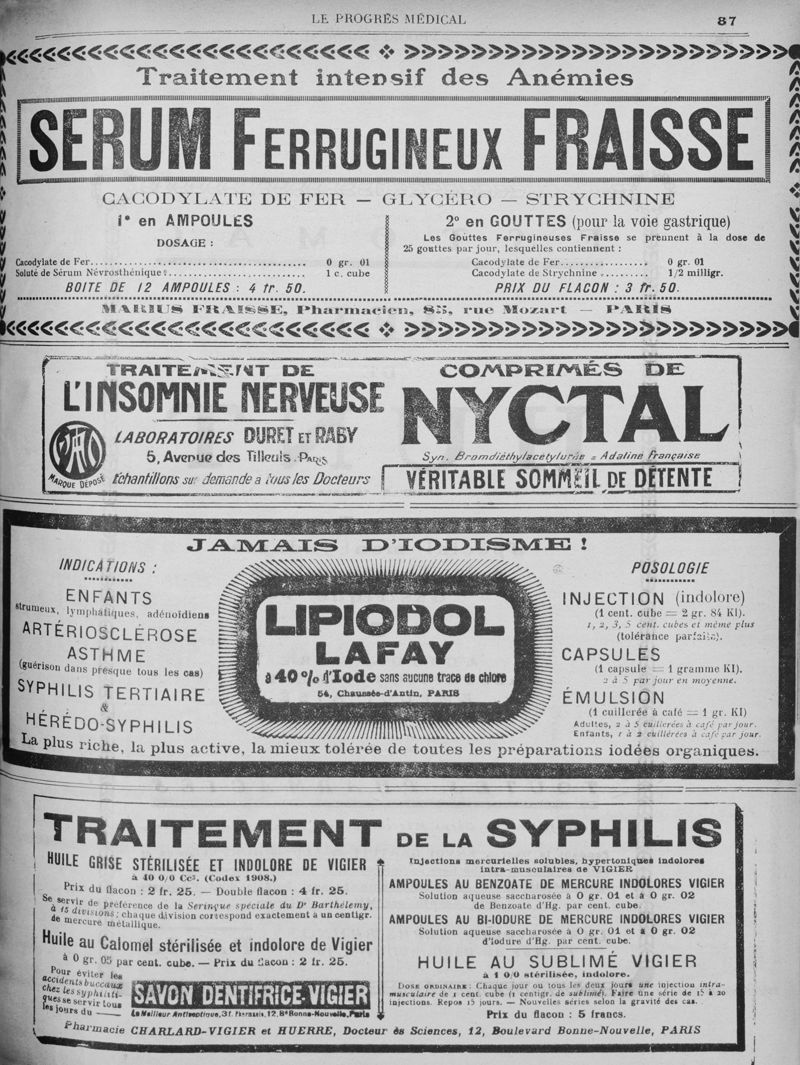 LE PROGRÈS MÉDICAL
87
Traitement intensif des Anémies
SERUM FERRUGINEUX FRAISSE
CACODYLATE DE FER — GLYCÉRO — STRYCHNINE
1° en AMPOULES
DOSAGE :
Cacodylate de Fer 0 gr. 01
Soluté de Sérum Névrosthénique 1 c. cube
BOITE DE 12 AMPOULES : 4 fr. 50.
2° en GOUTTES (pour la voie gastrique)
Les Gouttes Ferrugineuses Fraisse se prennent à la dose de
25 gouttes par jour, lesquelles contiennent :
Cacodylate de Fer 0 gr. 01
Cacodylate de Strychnine 1/2 milligr.
PRIX DU FLACON : 3 fr. 50.
MARIUS FRAISSE, Pharmacien, 85, rue Mozart — PARIS
TRAITEMENT DE
L'INSOMNIE NERVEUSE
LABORATOIRES DURET ET RABY
5, Avenue des Tilleuls. PARIS
MARQUE DÉPOSÉ
Échantillons sur demande a tous les Docteurs
COMPRIMÉS DE
NYCTAL
Syn. Bromdiéthylacetylurée = Adaline Française
VÉRITABLE SOMMEIL DE DÉTENTE
JAMAIS D'IODISME !
INDICATIONS :
ENFANTS
strumeux, lymphatiques, adénoïdiens
ARTÉRIOSCLÉROSE
ASTHME
(guérison dans presque tous les cas)
SYPHILIS TERTIAIRE
&
HÉRÉDO-SYPHILIS
LIPIODOL
LAFAY
à 40% d'Iode sans aucune trace de chlore
54, Chaussée-d'Antin, PARIS
POSOLOGIE
INJECTION (indolore)
(1 cent. cube = 2 gr. 84 KI).
1, 2, 3, 5 cent. cubes et même plus
(tolérance parfaite).
CAPSULES
(1 capsule = 1 gramme KI).
2 à 5 par jour en moyenne.
ÉMULSION
(1 cuillerée à café = 1 gr. KI)
Adultes, 2 à 5 cuillerées à café par jour.
Enfants, 1 à 2 cuillérées à café par jour.
La plus riche, la plus active, la mieux tolérée de toutes les préparations iodées organiques.
TRAITEMENT DE LA SYPHILIS
HUILE GRISE STÉRILISÉE ET INDOLORE DE VIGIER
à 40 0/0 Cc³. (Codex 1908.)
Prix du flacon : 2 fr. 25. — Double flacon : 4 fr. 25.
Se servir de préférence de la Seringue spéciale du Dr Barthélemy,
à 15 divisions ; chaque division correspond exactement à un centigr.
de mercure métallique.
Huile au Calomel stérilisée et indolore de Vigier
à 0 gr. 05 par cent. cube. — Prix du flacon : 2 fr. 25.
Pour éviter les
accidents buccaux
chez les syphiliti-
ques se servir tous
les jours du
SAVON DENTIFRICE VIGIER
Le Meilleur Antiseptique, 3f. Pharmacie, 12, Bd Bonne-Nouvelle, Paris
Injections mercurielles solubles, hypertoniques indolores
intra-musculaires de VIGIER
AMPOULES AU BENZOATE DE MERCURE INDOLORES VIGIER
Solution aqueuse saccharosée à 0 gr. 01 et à 0 gr. 02
de Benzoate d'Hg. par cent. cube.
AMPOULES AU BI-IODURE DE MERCURE INDOLORES VIGIER
Solution aqueuse saccharosée à 0 gr. 01 et à 0 gr. 02
d'iodure d'Hg. par cent. cube.
HUILE AU SUBLIMÉ VIGIER
à 1 0/0 stérilisée, indolore.
DOSE ORDINAIRE : Chaque jour ou tous les deux jours une injection intra-
musculaire de 1 cent. cube (1 centigr. de sublimé). Faire une série de 15 à 20
injections. Repos 15 jours. — Nouvelles séries selon la gravité des cas.
Prix du flacon : 5 francs.
Pharmacie CHARLARD-VIGIER et HUERRE, Docteur ès Sciences, 12, Boulevard Bonne-Nouvelle, PARIS